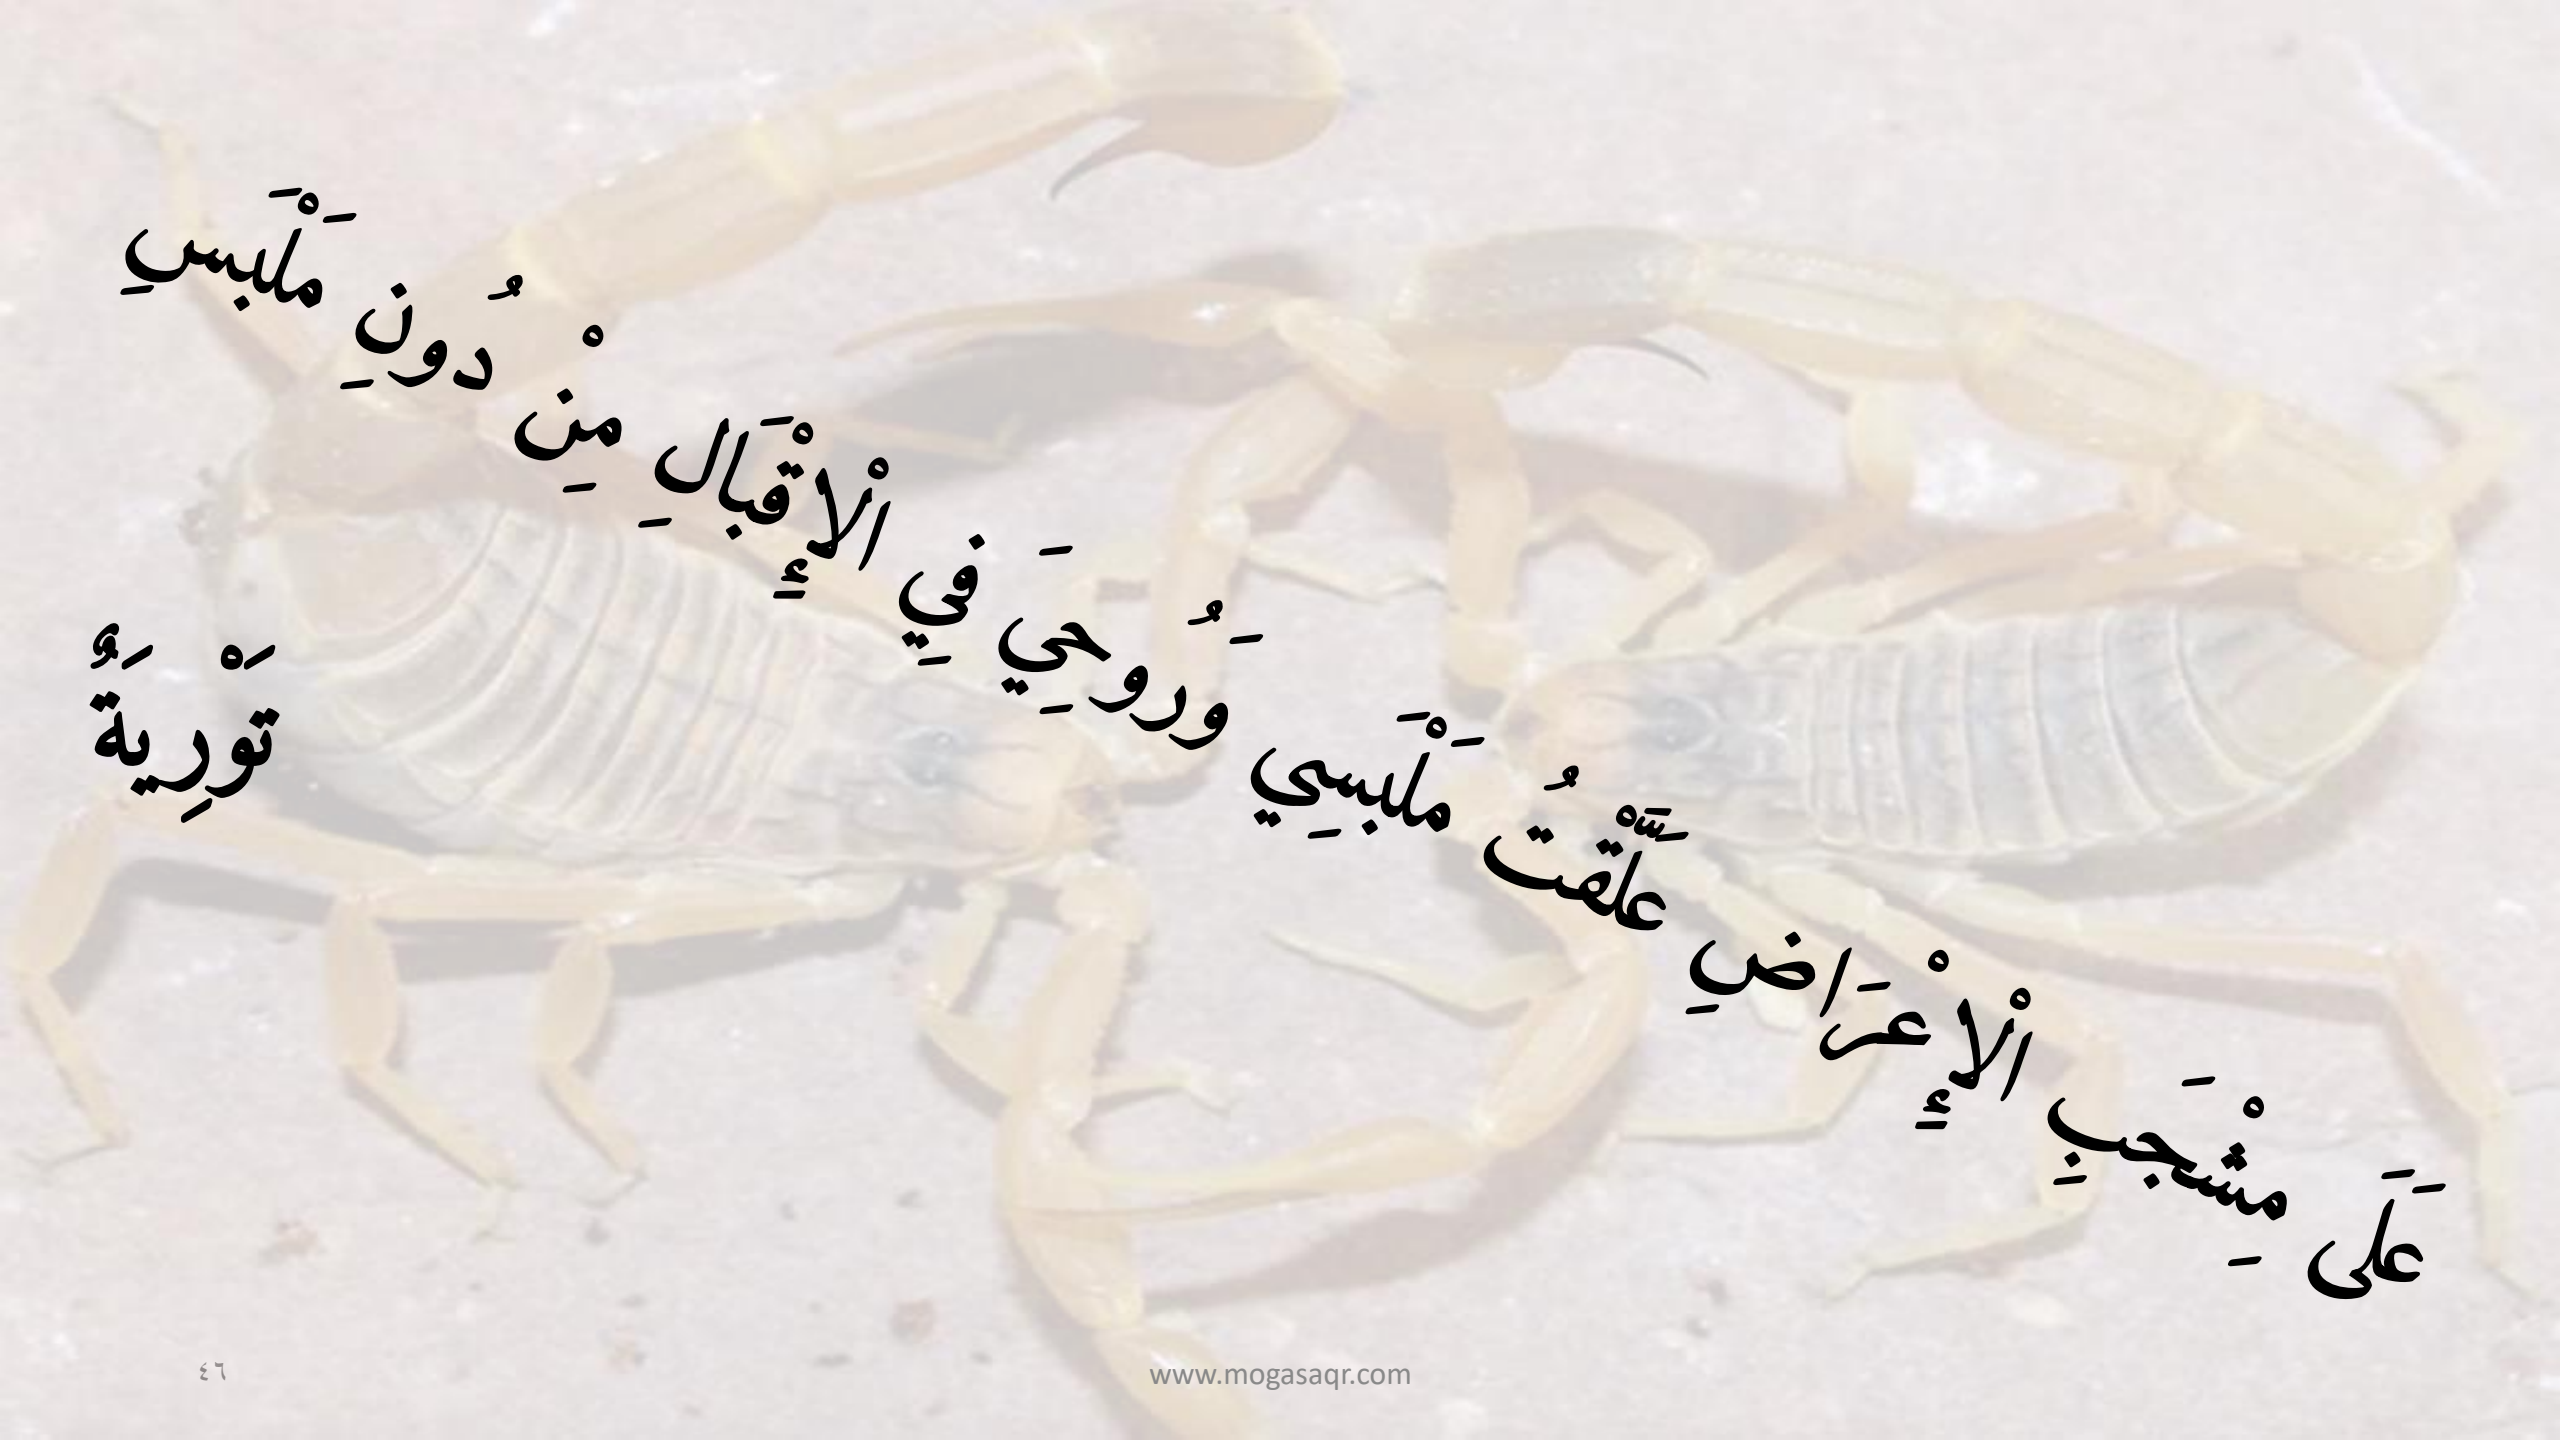 عَلَى مِشْجَبِ الْإِعْرَاضِ عَلَّقْتُ مَلْبَسِي وَرُوحِيَ فِي الْإِقْبَالِ مِنْ دُونِ مَلْبَسِ
تَوْرِيَةٌ
www.mogasaqr.com
٤٦